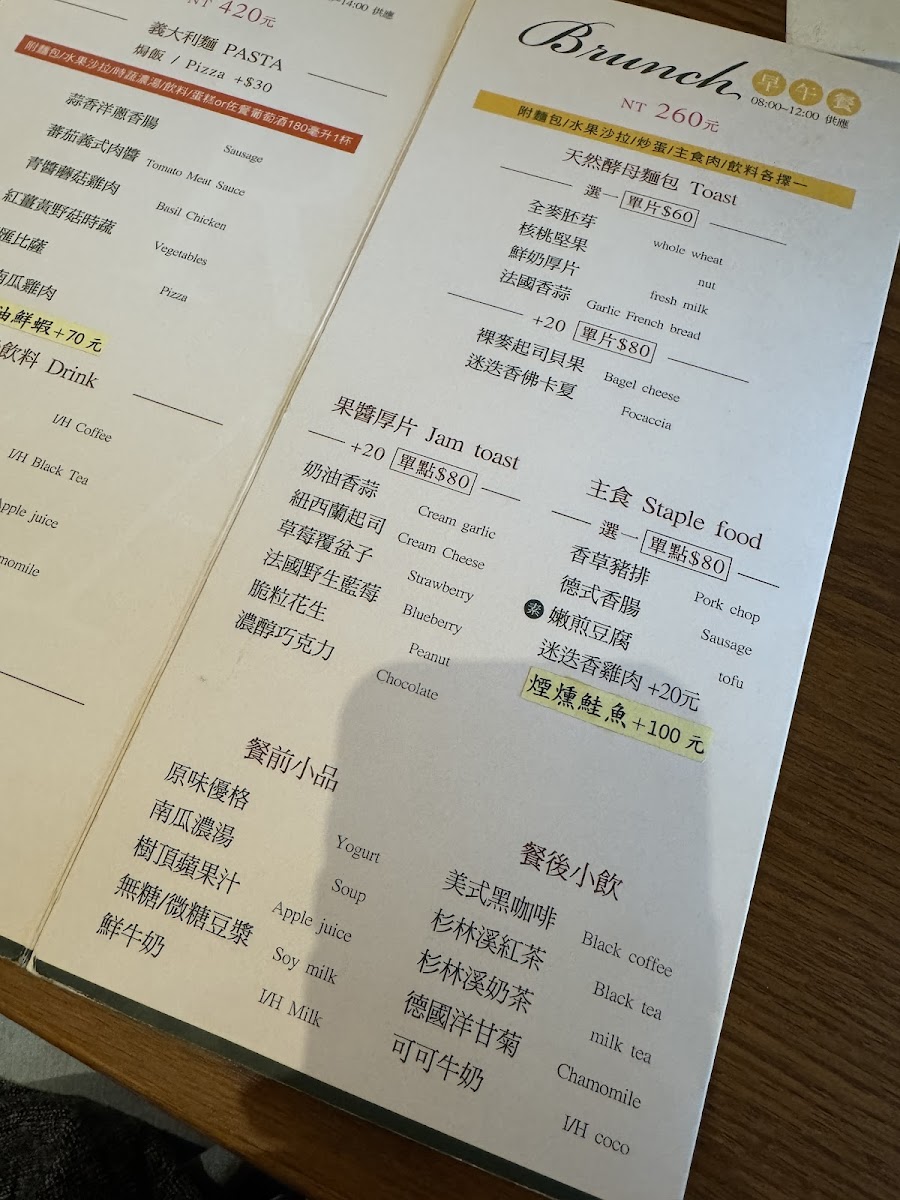 NT 420元
14:00 供應
義大利麵 PASTA
焗飯 / Pizza +$30
附麵包/水果沙拉/時蔬濃湯/飲料/蛋糕or佐餐葡萄酒180毫升1杯
蒜香洋蔥香腸 Sausage
蕃茄義式肉醬 Tomato Meat Sauce
青醬蘑菇雞肉 Basil Chicken
紅薑黃野菇時蔬 Vegetables
匯比薩 Pizza
南瓜雞肉
油鮮蝦+70元
飲料 Drink
I/H Coffee
I/H Black Tea
Apple juice
momile
Brunch 早午餐
08:00~12:00 供應
NT 260元
附麵包/水果沙拉/炒蛋/主食肉/飲料各擇一
天然酵母麵包 Toast
選一 單片$60
全麥胚芽 whole wheat
核桃堅果 nut
鮮奶厚片 fresh milk
法國香蒜 Garlic French bread
+20 單片$80
裸麥起司貝果 Bagel cheese
迷迭香佛卡夏 Focaccia
果醬厚片 Jam toast
+20 單點$80
奶油香蒜 Cream garlic
紐西蘭起司 Cream Cheese
草莓覆盆子 Strawberry
法國野生藍莓 Blueberry
脆粒花生 Peanut
濃醇巧克力 Chocolate
主食 Staple food
選一 單點$80
香草豬排 Pork chop
德式香腸 Sausage
素 嫩煎豆腐 tofu
迷迭香雞肉 +20元
煙燻鮭魚+100 元
餐前小品
原味優格 Yogurt
南瓜濃湯 Soup
樹頂蘋果汁 Apple juice
無糖/微糖豆漿 Soy milk
鮮牛奶 I/H Milk
餐後小飲
美式黑咖啡 Black coffee
杉林溪紅茶 Black tea
杉林溪奶茶 milk tea
德國洋甘菊 Chamomile
可可牛奶 I/H coco